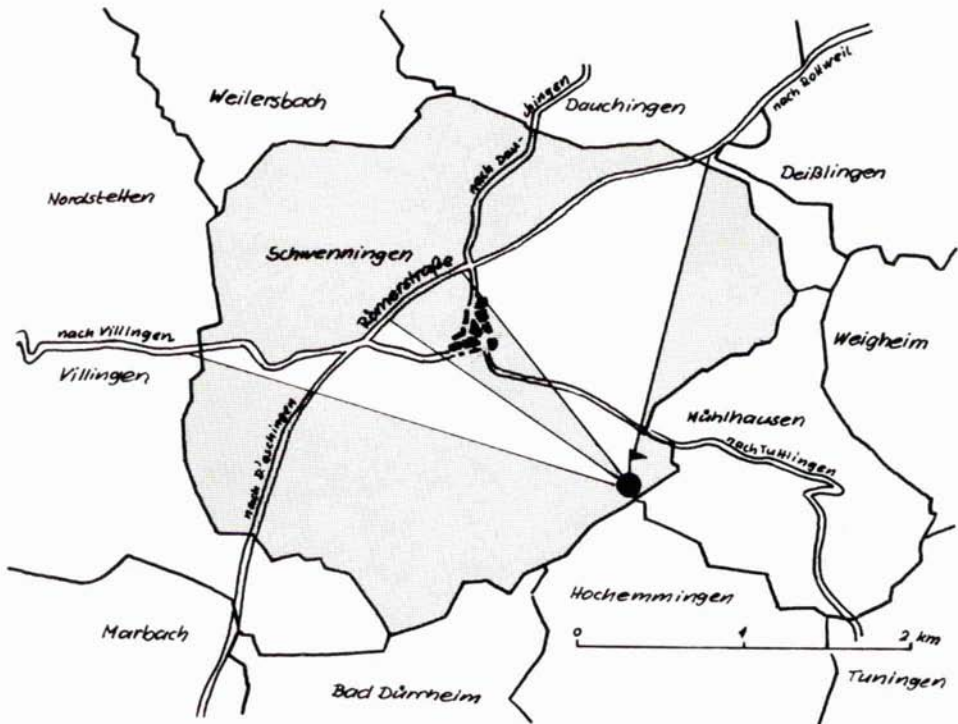 Weilersbach
nach Dau-
chingen
Dauchingen
nach Rottweil
Nordstetten
Deißlingen
Schwenningen
Römerstraße
nach Villingen
Villingen
Weigheim
Mühlhausen
nach Tuttlingen
nach D'eschingen
Hochemmingen
Marbach
0 1 2 km
Bad Dürrheim
Tuningen